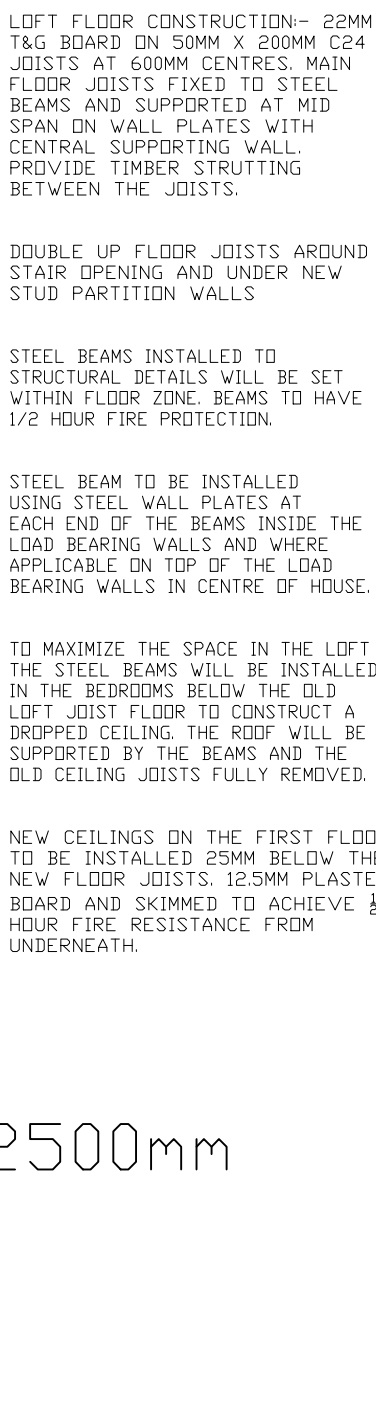 LOFT FLOOR CONSTRUCTION:- 22MM
T&G BOARD ON 50MM X 200MM C24
JOISTS AT 600MM CENTRES. MAIN
FLOOR JOISTS FIXED TO STEEL
BEAMS AND SUPPORTED AT MID
SPAN ON WALL PLATES WITH
CENTRAL SUPPORTING WALL.
PROVIDE TIMBER STRUTTING
BETWEEN THE JOISTS.
DOUBLE UP FLOOR JOISTS AROUND
STAIR OPENING AND UNDER NEW
STUD PARTITION WALLS
STEEL BEAMS INSTALLED TO
STRUCTURAL DETAILS WILL BE SET
WITHIN FLOOR ZONE. BEAMS TO HAVE
1/2 HOUR FIRE PROTECTION.
STEEL BEAM TO BE INSTALLED
USING STEEL WALL PLATES AT
EACH END OF THE BEAMS INSIDE THE
LOAD BEARING WALLS AND WHERE
APPLICABLE ON TOP OF THE LOAD
BEARING WALLS IN CENTRE OF HOUSE.
TO MAXIMIZE THE SPACE IN THE LOFT
THE STEEL BEAMS WILL BE INSTALLED
IN THE BEDROOMS BELOW THE OLD
LOFT JOIST FLOOR TO CONSTRUCT A
DROPPED CEILING. THE ROOF WILL BE
SUPPORTED BY THE BEAMS AND THE
OLD CEILING JOISTS FULLY REMOVED.
NEW CEILINGS ON THE FIRST FLOO
TO BE INSTALLED 25MM BELOW THE
NEW FLOOR JOISTS. 12.5MM PLASTE
BOARD AND SKIMMED TO ACHIEVE 1/2
HOUR FIRE RESISTANCE FROM
UNDERNEATH.
2500mm